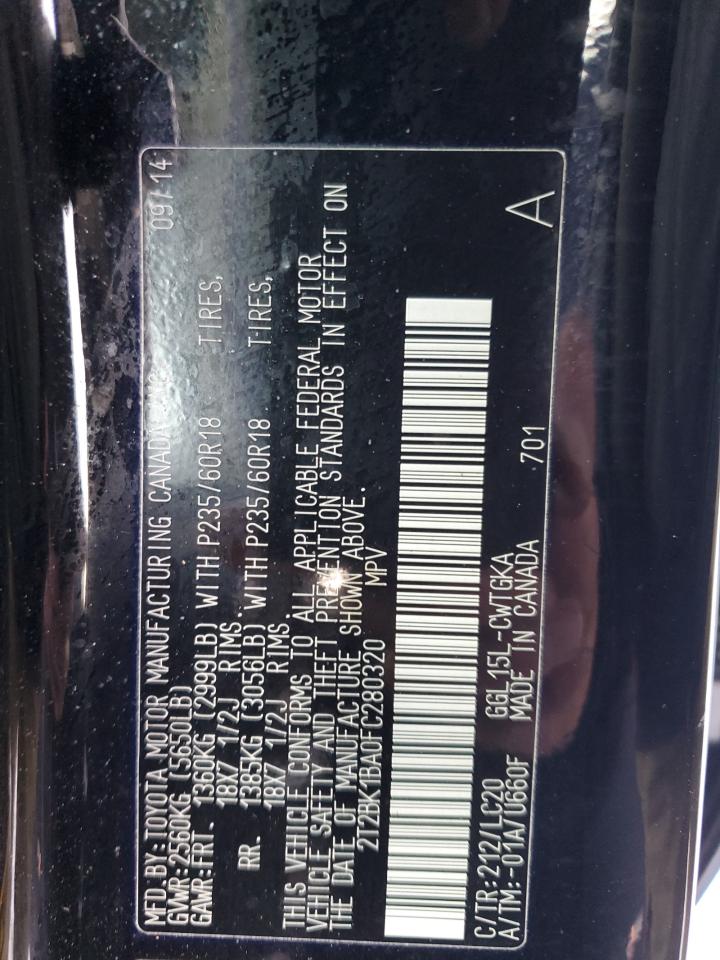 MFD.BY:TOYOTA MOTOR MANUFACTURING CANADA INC. 09/14
GVWR:2560KG (5650LB)
GAWR:FRT. 1360KG (2999LB) WITH P235/60R18 TIRES,
18X7 1/2J RIMS.
RR. 1385KG (3056LB) WITH P235/60R18 TIRES,
18X7 1/2J RIMS.
THIS VEHICLE CONFORMS TO ALL APPLICABLE FEDERAL MOTOR
VEHICLE SAFETY AND THEFT PREVENTION STANDARDS IN EFFECT ON
THE DATE OF MANUFACTURE SHOWN ABOVE.
2T2BK1BA0FC280320 MPV
C/TR:212/LC20 GGL15L-CWTGKA 701 A
A/TM:-01A/U660F MADE IN CANADA